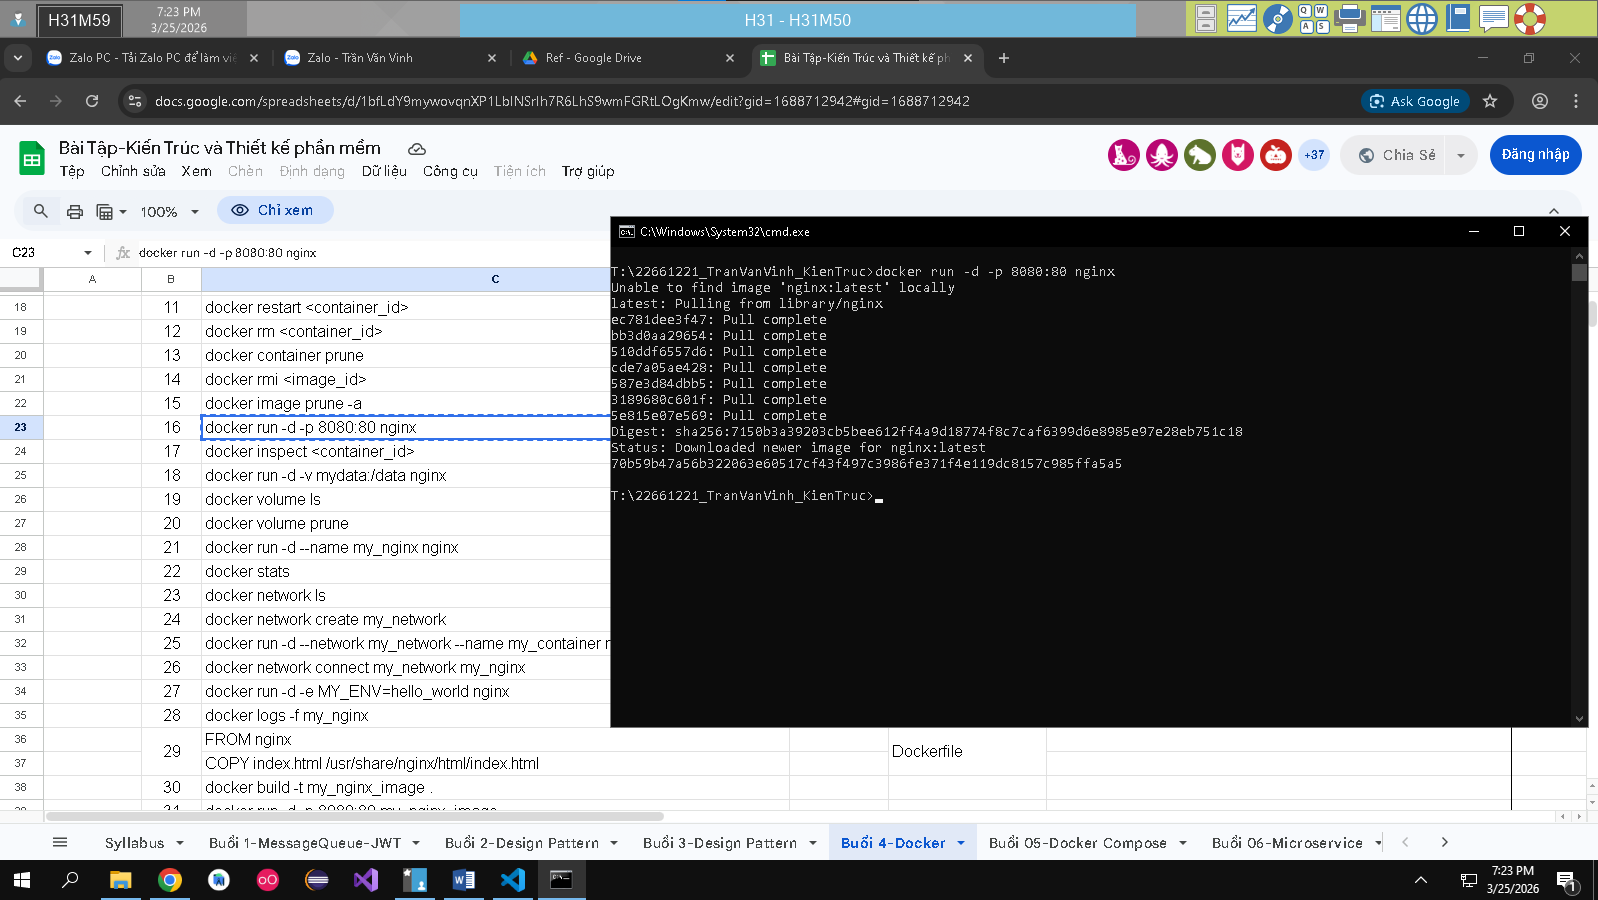 H31M59
7:23 PM
3/25/2026
H31 - H31M50
Q W
A S
Zalo PC - Tải Zalo PC để làm việ
Zalo - Trần Văn Vinh
Ref - Google Drive
Bài Tập-Kiến Trúc và Thiết kế ph
docs.google.com/spreadsheets/d/1bfLdY9mywovqnXP1LbINSrIh7R6LhS9wmFGRtLOgKmw/edit?gid=1688712942#gid=1688712942
Ask Google
Bài Tập-Kiến Trúc và Thiết kế phần mềm
Tệp Chỉnh sửa Xem Chèn Định dạng Dữ liệu Công cụ Tiện ích Trợ giúp
+37
Chia Sẻ
Đăng nhập
100%
Chỉ xem
C23
fx docker run -d -p 8080:80 nginx
A B C
18 11 docker restart <container_id>
19 12 docker rm <container_id>
20 13 docker container prune
21 14 docker rmi <image_id>
22 15 docker image prune -a
23 16 docker run -d -p 8080:80 nginx
24 17 docker inspect <container_id>
25 18 docker run -d -v mydata:/data nginx
26 19 docker volume ls
27 20 docker volume prune
28 21 docker run -d --name my_nginx nginx
29 22 docker stats
30 23 docker network ls
31 24 docker network create my_network
32 25 docker run -d --network my_network --name my_container n
33 26 docker network connect my_network my_nginx
34 27 docker run -d -e MY_ENV=hello_world nginx
35 28 docker logs -f my_nginx
36 FROM nginx
29 Dockerfile
37 COPY index.html /usr/share/nginx/html/index.html
38 30 docker build -t my_nginx_image .
39 31 docker run -d -p 8080:80 my_nginx_image
C:\Windows\System32\cmd.exe
T:\22661221_TranVanVinh_KienTruc>docker run -d -p 8080:80 nginx
Unable to find image 'nginx:latest' locally
latest: Pulling from library/nginx
ec781dee3f47: Pull complete
bb3d0aa29654: Pull complete
510ddf6557d6: Pull complete
cde7a05ae428: Pull complete
587e3d84dbb5: Pull complete
3189680c601f: Pull complete
5e815e07e569: Pull complete
Digest: sha256:7150b3a39203cb5bee612ff4a9d18774f8c7caf6399d6e8985e97e28eb751c18
Status: Downloaded newer image for nginx:latest
70b59b47a56b322063e60517cf43f497c3986fe371f4e119dc8157c985ffa5a5
T:\22661221_TranVanVinh_KienTruc>
Syllabus
Buổi 1-MessageQueue-JWT
Buổi 2-Design Pattern
Buổi 3-Design Pattern
Buổi 4-Docker
Buổi 05-Docker Compose
Buổi 06-Microservice
7:23 PM
3/25/2026
1